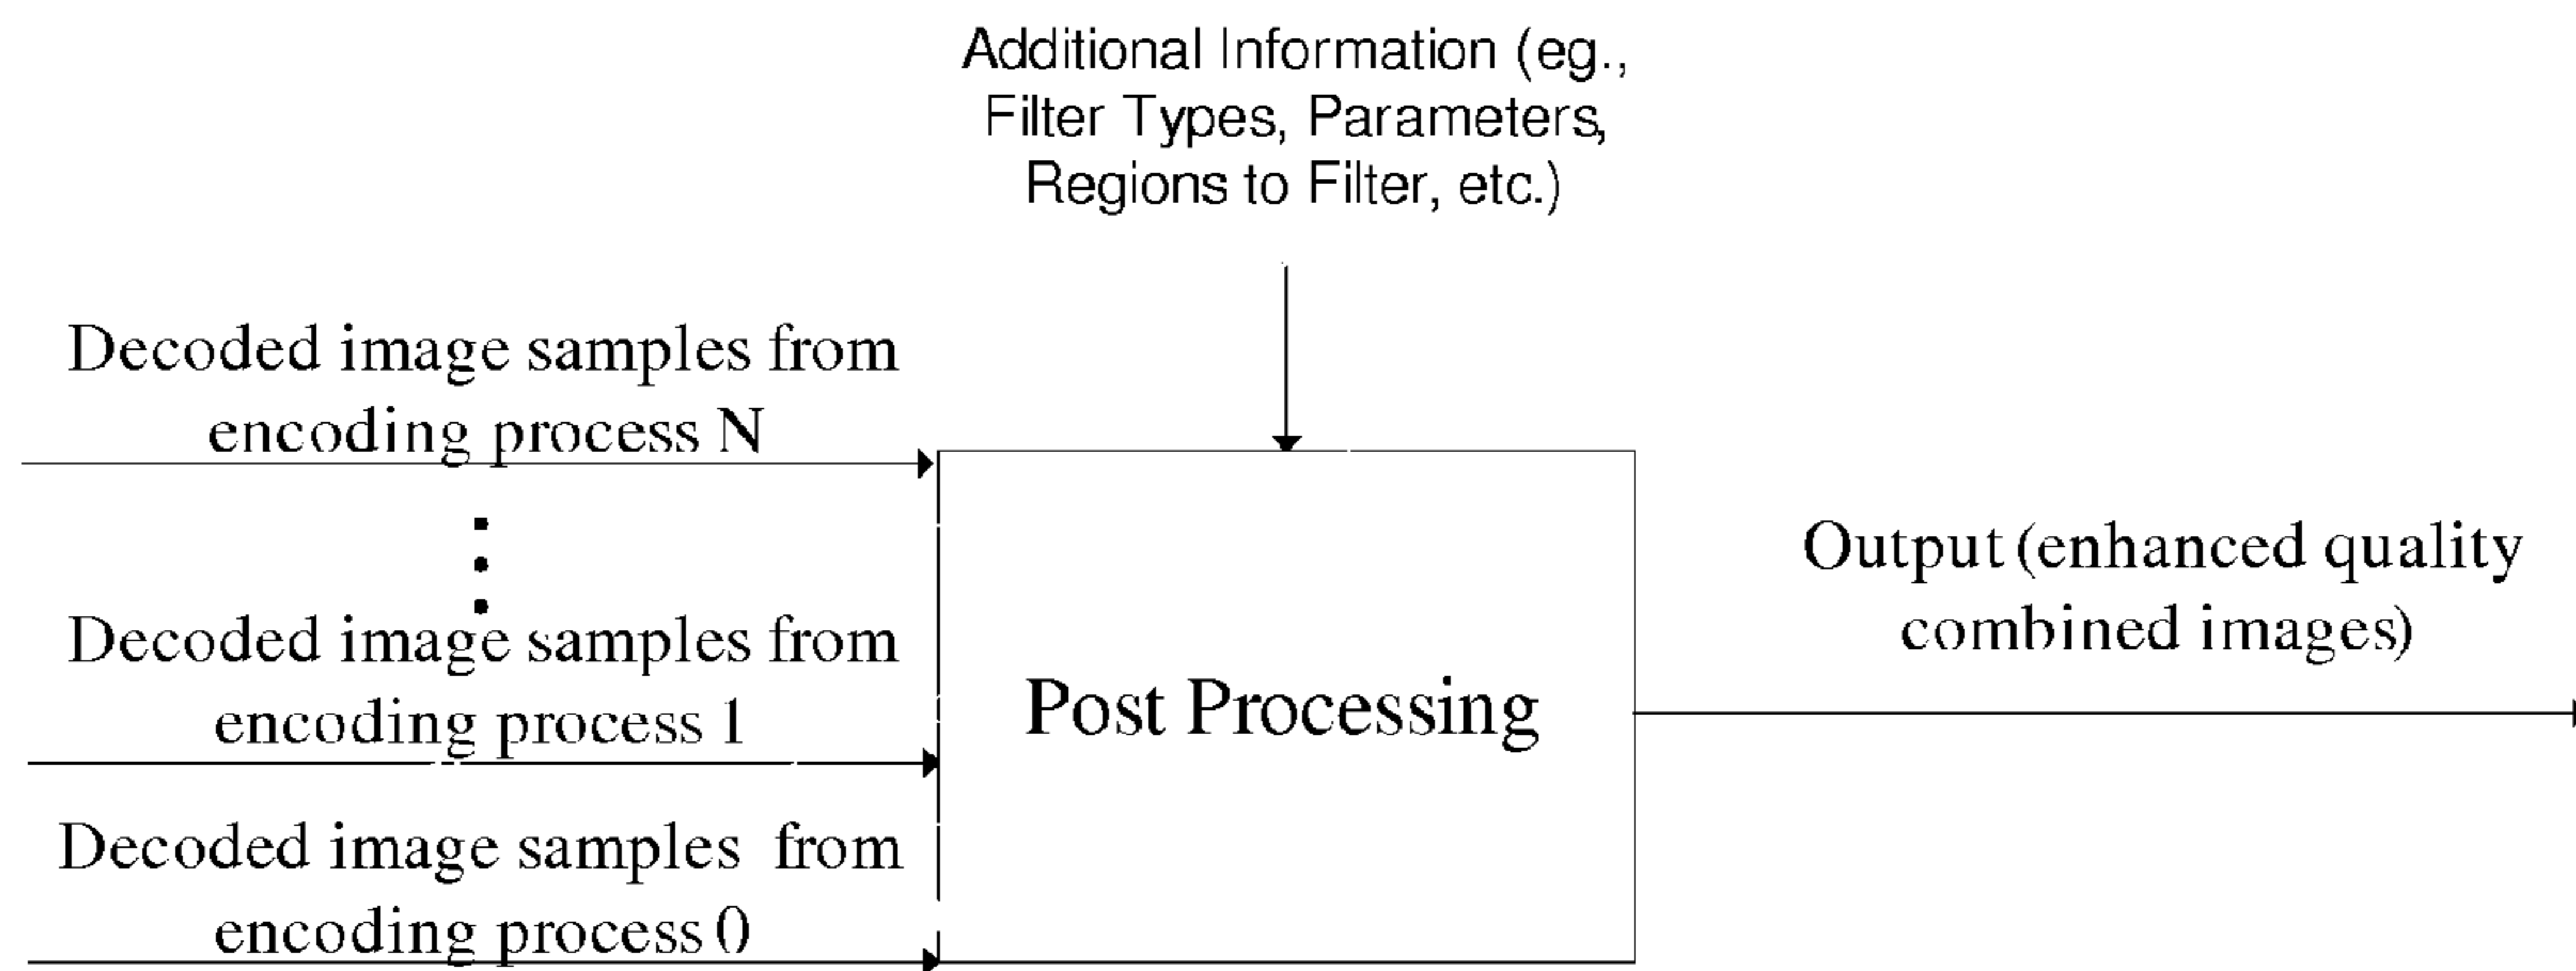 Additional Information (eg.,
Filter Types, Parameters,
Regions to Filter, etc.)
Decoded image samples from
encoding process N
Decoded image samples from
encoding process 1
Decoded image samples from
encoding process 0
Post Processing
Output (enhanced quality
combined images)